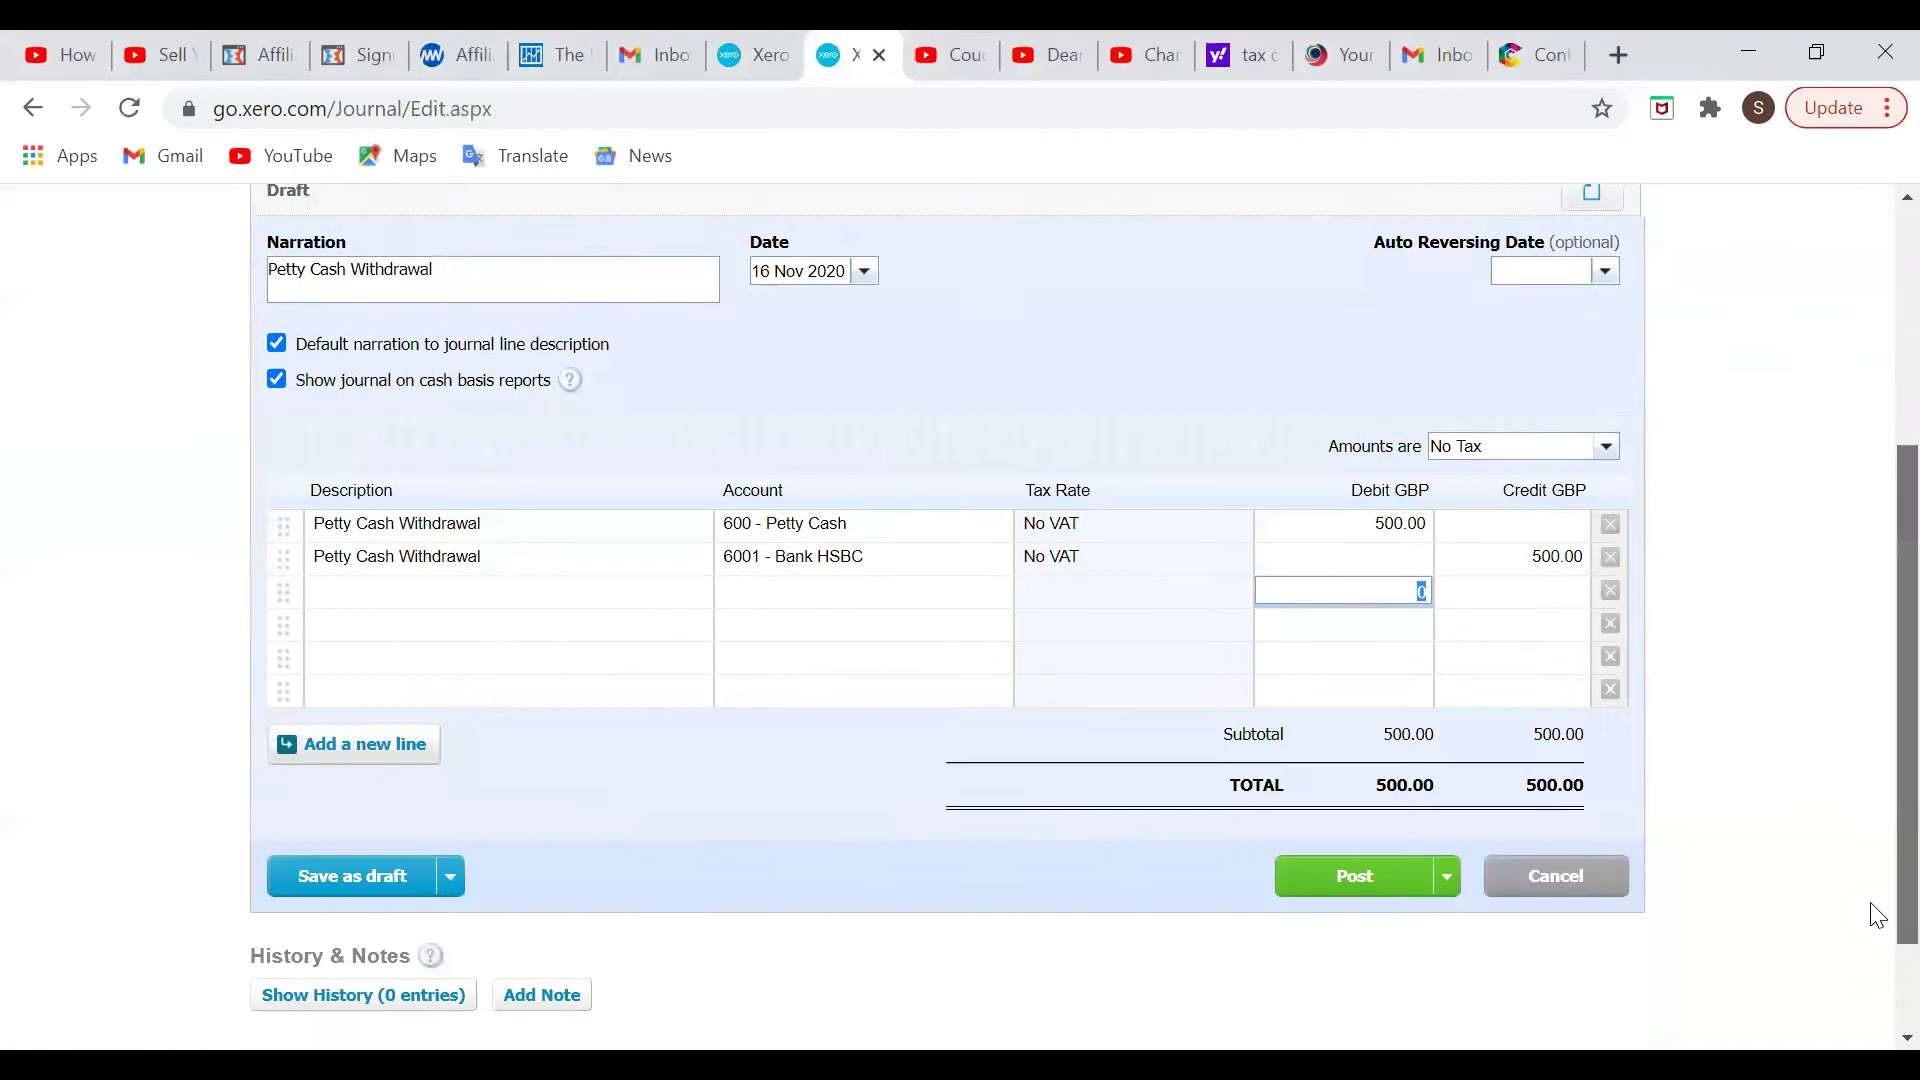 How
Sell
Affili
Sign
Affili
The
Inbo
Xero
X
Couc
Dear
Char
tax c
Your
Inbo
Cont
go.xero.com/Journal/Edit.aspx
S
Update
Apps
Gmail
YouTube
Maps
Translate
News
Draft
Narration
Date
Auto Reversing Date (optional)
Petty Cash Withdrawal
16 Nov 2020
Default narration to journal line description
Show journal on cash basis reports ?
Amounts are No Tax
Description Account Tax Rate Debit GBP Credit GBP
Petty Cash Withdrawal 600 - Petty Cash No VAT 500.00
Petty Cash Withdrawal 6001 - Bank HSBC No VAT 500.00
0
Add a new line
Subtotal 500.00 500.00
TOTAL 500.00 500.00
Save as draft
Post
Cancel
History & Notes ?
Show History (0 entries)
Add Note